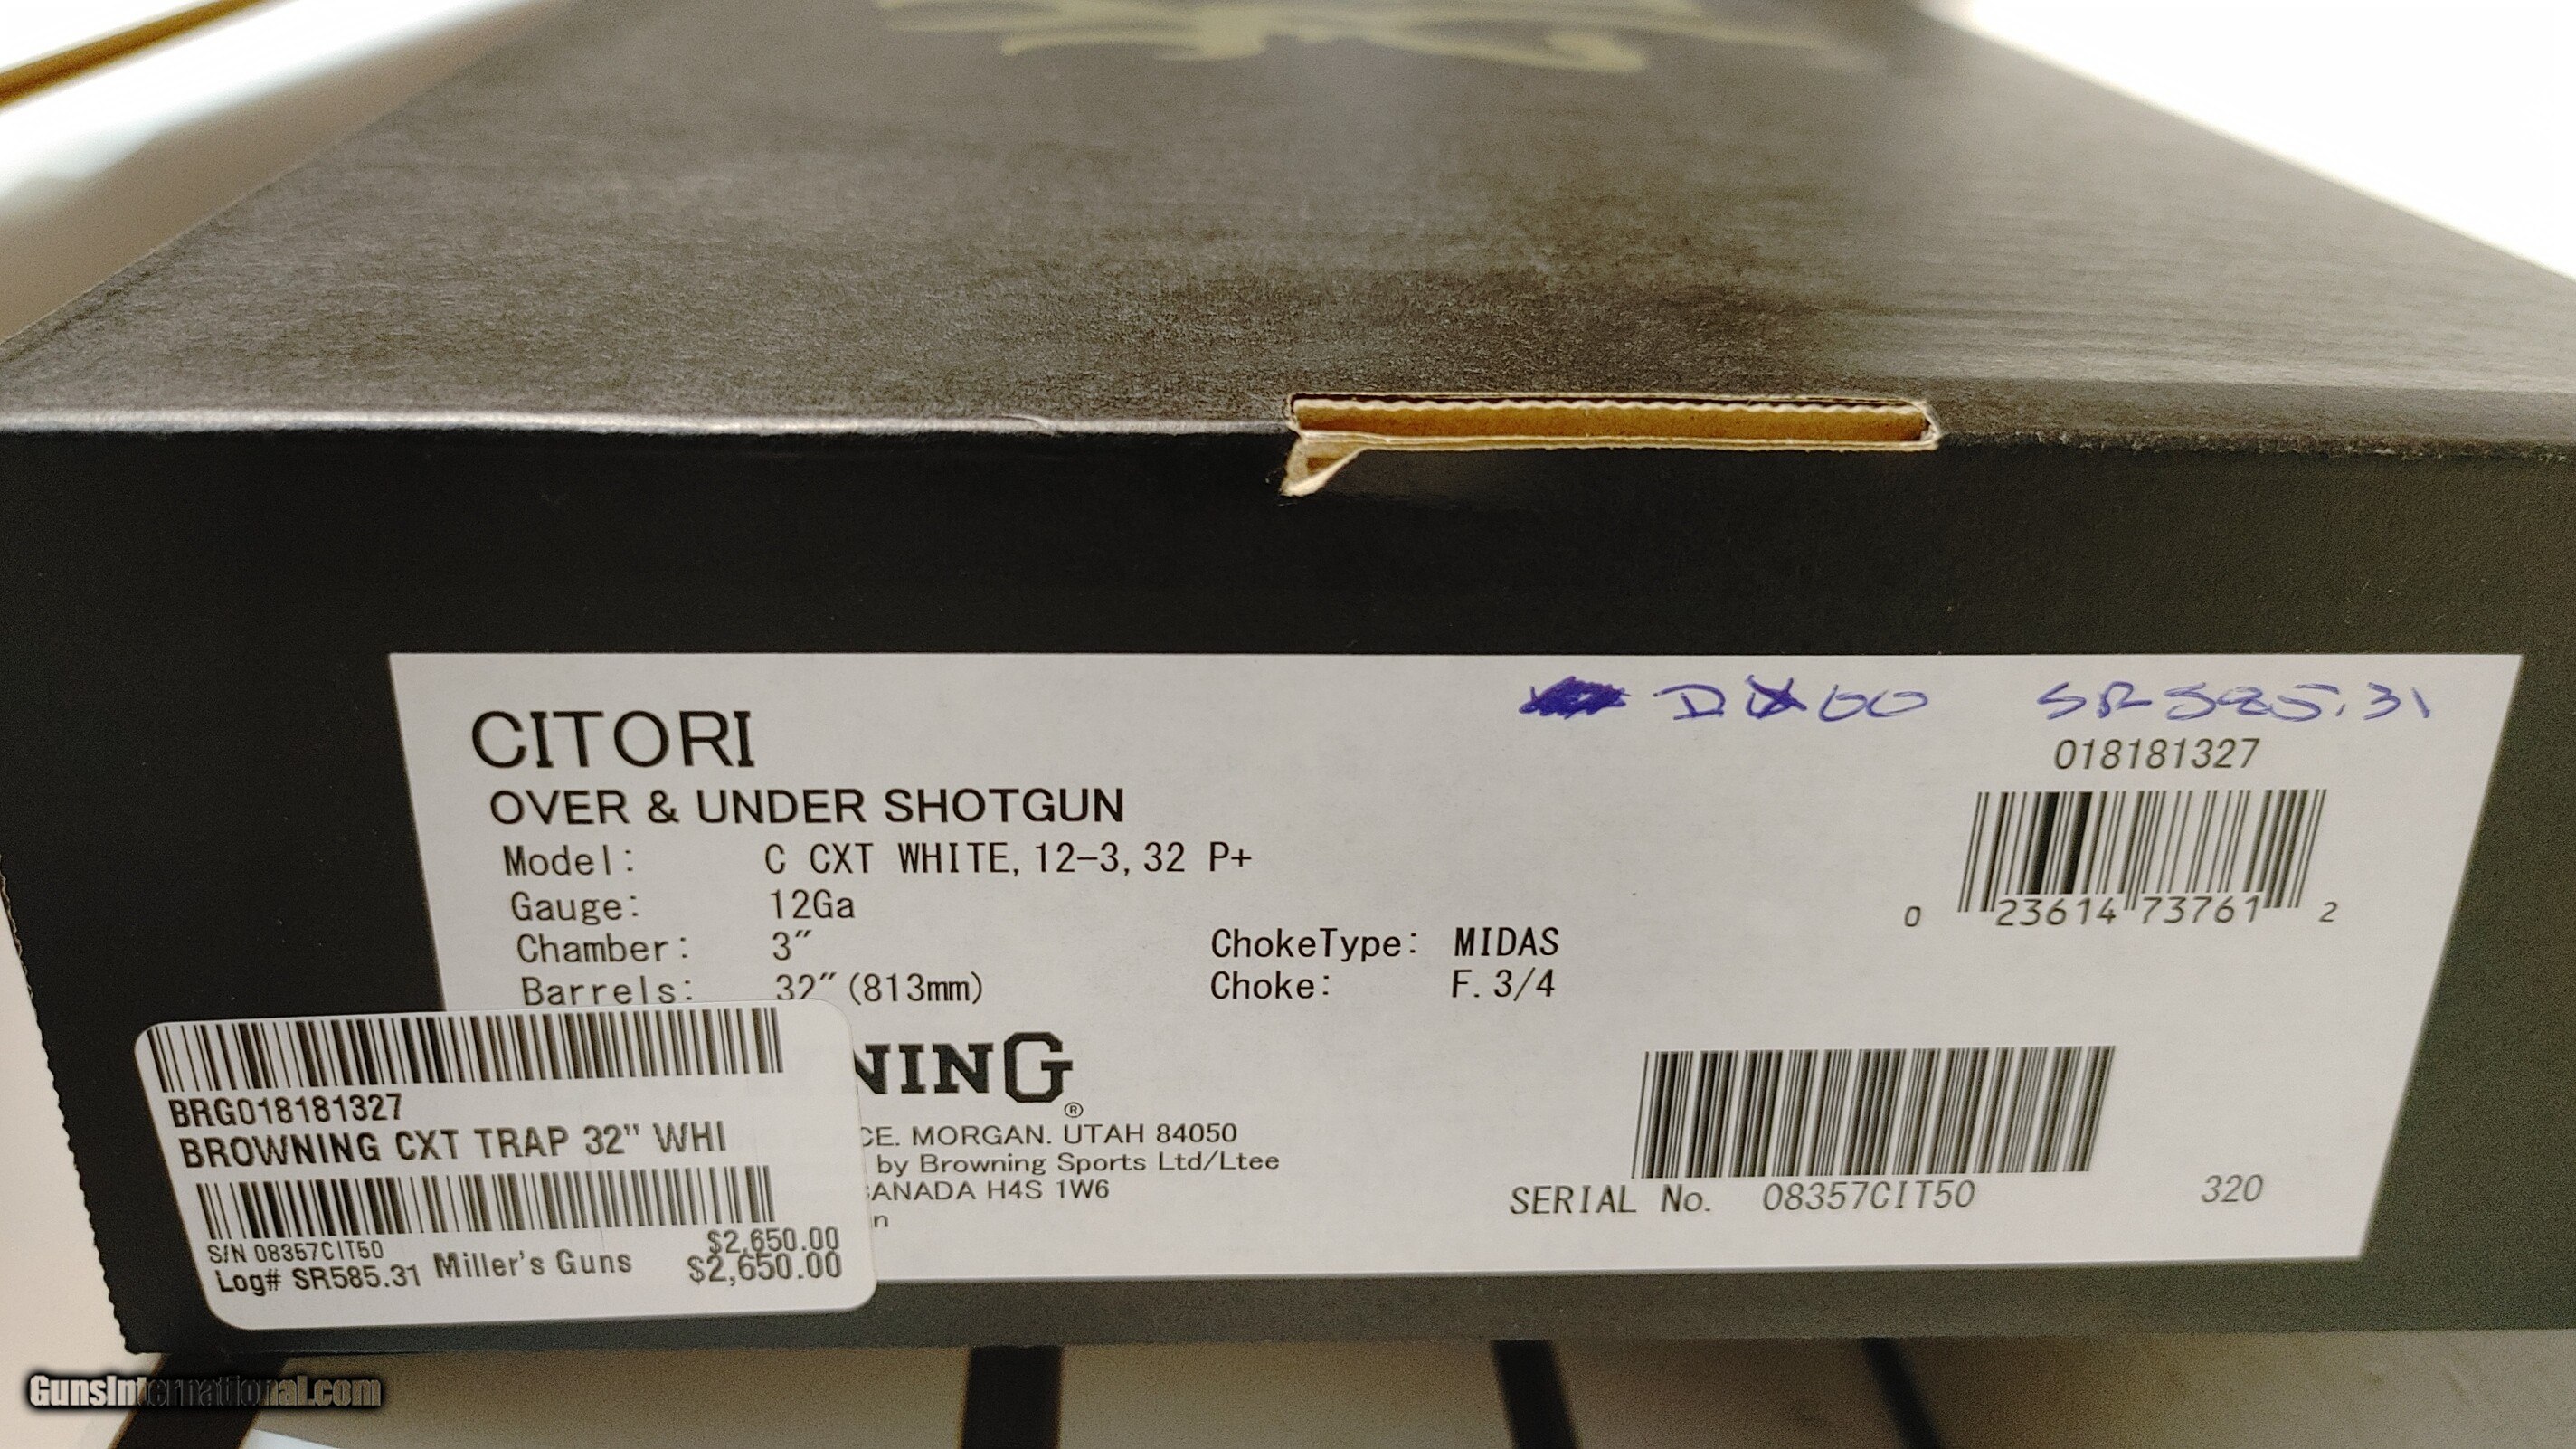 SR585.31
CITORI
018181327
OVER & UNDER SHOTGUN
Model: C CXT WHITE, 12-3, 32 P+
Gauge: 12Ga
0 23614 73761 2
Chamber: 3" ChokeType: MIDAS
Barrels: 32" (813mm) Choke: F. 3/4
NING®
CE. MORGAN. UTAH 84050
by Browning Sports Ltd/Ltee
CANADA H4S 1W6
n
SERIAL No. 08357CIT50 320
BRG018181327
BROWNING CXT TRAP 32" WHI
S/N 08357CIT50 $2,650.00
Log# SR585.31 Miller's Guns $2,650.00
GunsInternational.com